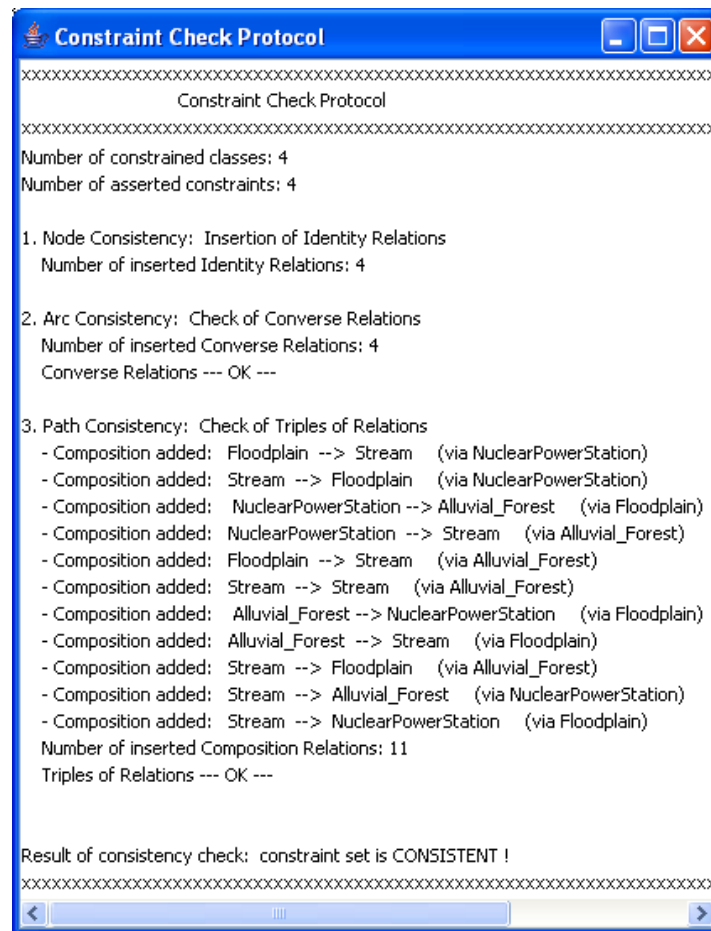 Constraint Check Protocol
xxxxxxxxxxxxxxxxxxxxxxxxxxxxxxxxxxxxxxxxxxxxxxxxxxxxxxxxxxxxxxxxxxxxx
Constraint Check Protocol
xxxxxxxxxxxxxxxxxxxxxxxxxxxxxxxxxxxxxxxxxxxxxxxxxxxxxxxxxxxxxxxxxxxxx
Number of constrained classes: 4
Number of asserted constraints: 4
1. Node Consistency: Insertion of Identity Relations
Number of inserted Identity Relations: 4
2. Arc Consistency: Check of Converse Relations
Number of inserted Converse Relations: 4
Converse Relations --- OK ---
3. Path Consistency: Check of Triples of Relations
- Composition added: Floodplain --> Stream (via NuclearPowerStation)
- Composition added: Stream --> Floodplain (via NuclearPowerStation)
- Composition added: NuclearPowerStation --> Alluvial_Forest (via Floodplain)
- Composition added: NuclearPowerStation --> Stream (via Alluvial_Forest)
- Composition added: Floodplain --> Stream (via Alluvial_Forest)
- Composition added: Stream --> Stream (via Alluvial_Forest)
- Composition added: Alluvial_Forest --> NuclearPowerStation (via Floodplain)
- Composition added: Alluvial_Forest --> Stream (via Floodplain)
- Composition added: Stream --> Floodplain (via Alluvial_Forest)
- Composition added: Stream --> Alluvial_Forest (via NuclearPowerStation)
- Composition added: Stream --> NuclearPowerStation (via Floodplain)
Number of inserted Composition Relations: 11
Triples of Relations --- OK ---
Result of consistency check: constraint set is CONSISTENT !
xxxxxxxxxxxxxxxxxxxxxxxxxxxxxxxxxxxxxxxxxxxxxxxxxxxxxxxxxxxxxxxxxxxxx